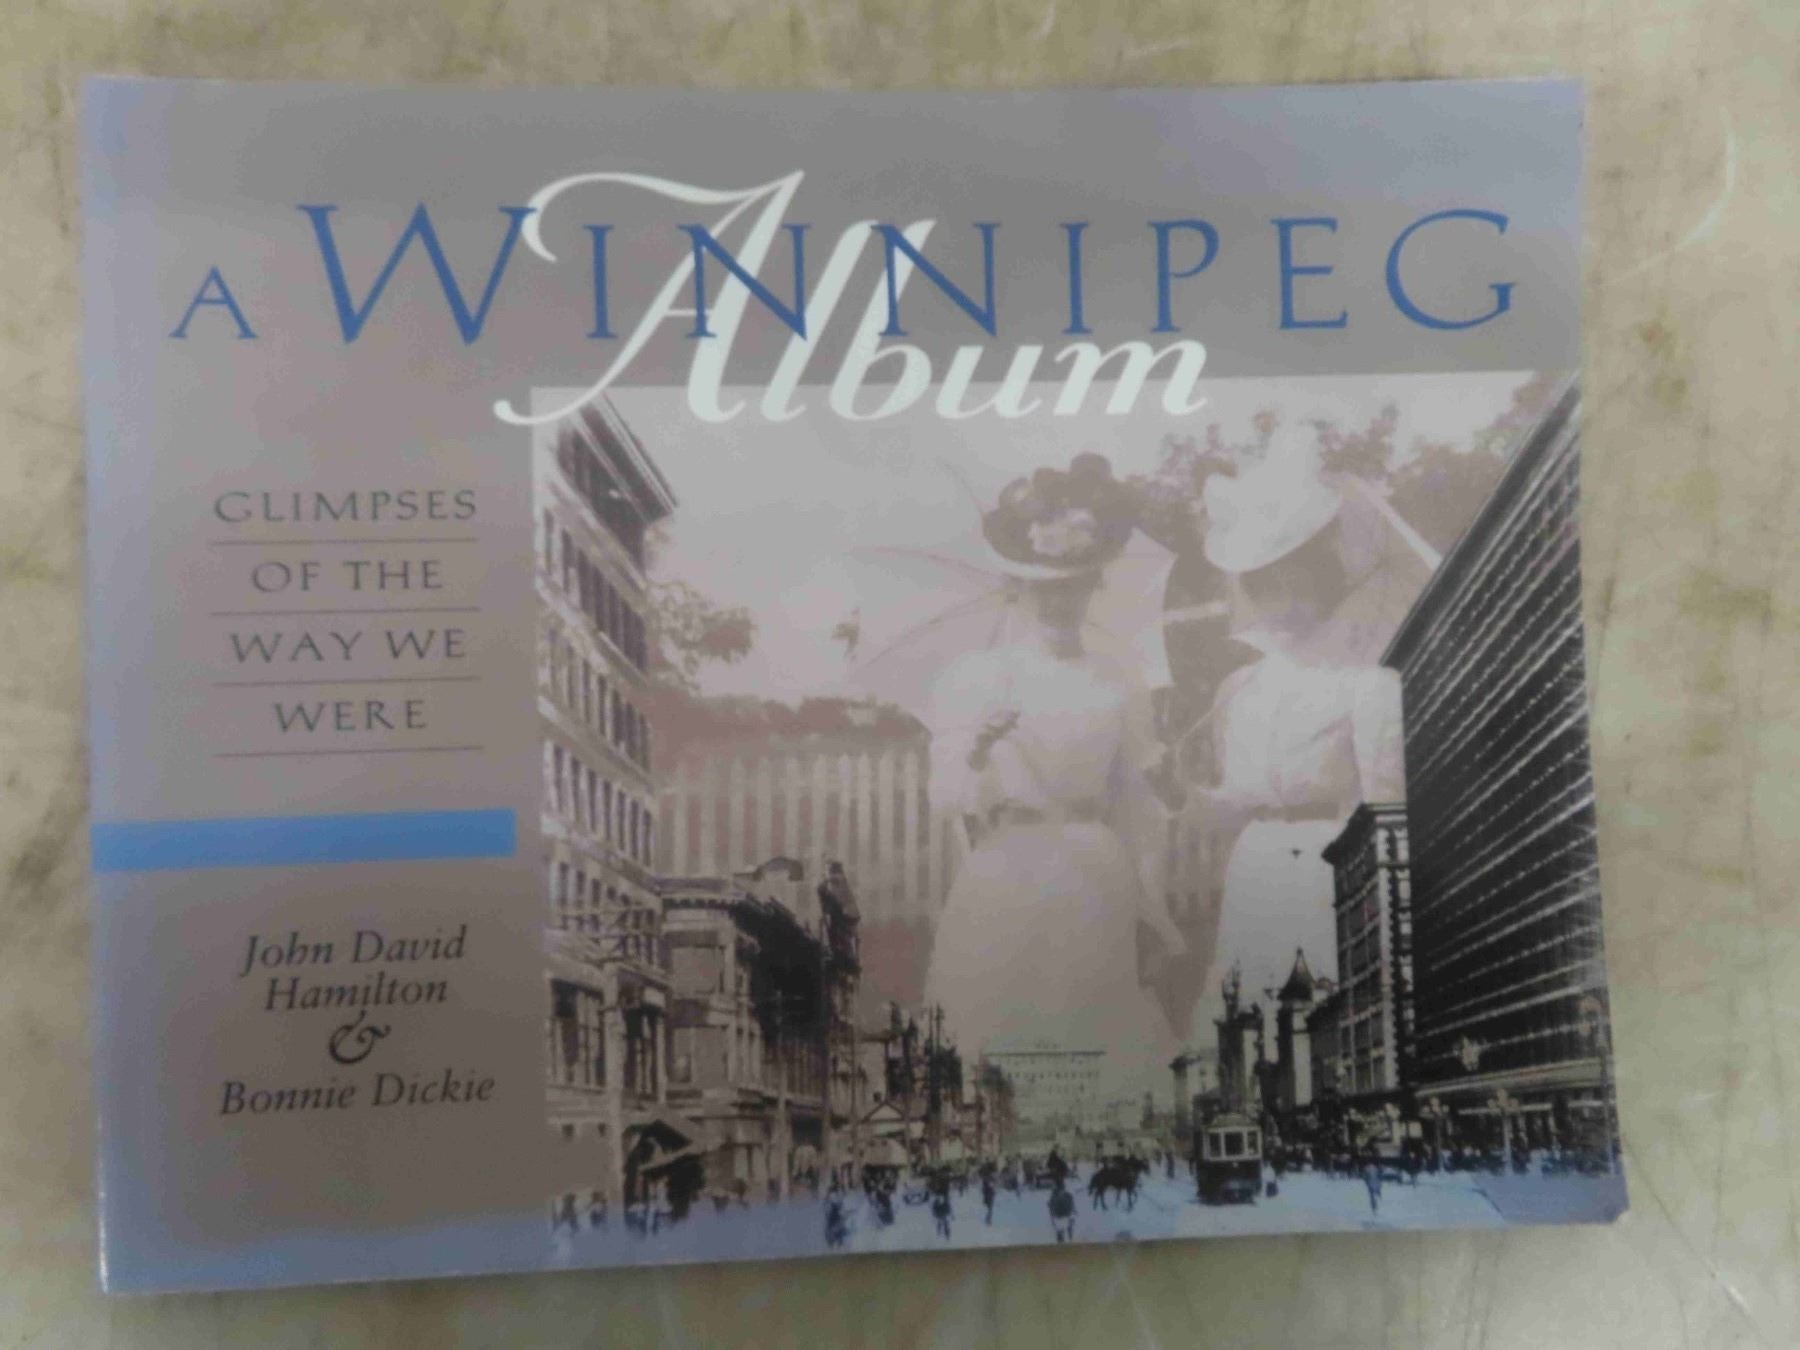 A WINNIPEG
Album
GLIMPSES
OF THE
WAY WE
WERE
John David
Hamilton
&
Bonnie Dickie